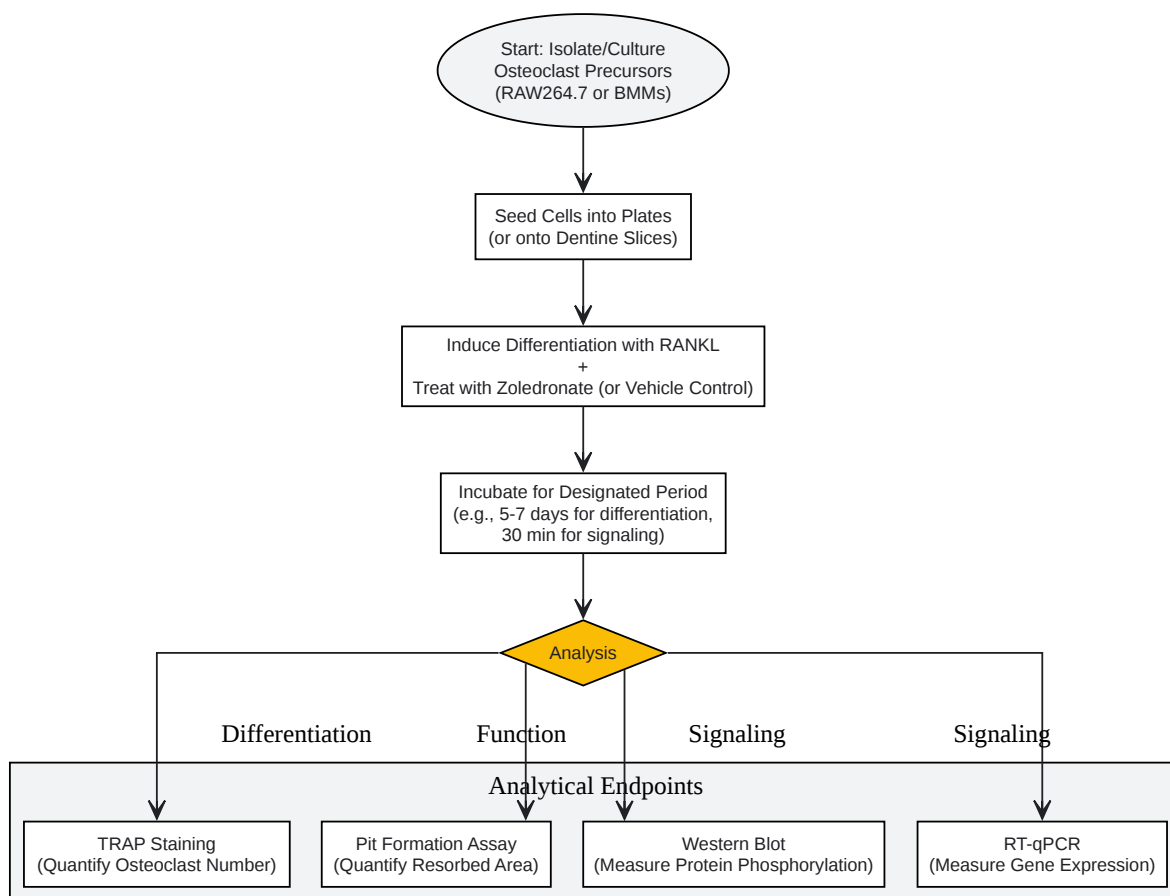 Start: Isolate/Culture
Osteoclast Precursors
(RAW264.7 or BMMs)
Seed Cells into Plates
(or onto Dentine Slices)
Induce Differentiation with RANKL
+
Treat with Zoledronate (or Vehicle Control)
Incubate for Designated Period
(e.g., 5-7 days for differentiation,
30 min for signaling)
Analysis
Differentiation
Function
Signaling
Signaling
Analytical Endpoints
TRAP Staining
(Quantify Osteoclast Number)
Pit Formation Assay
(Quantify Resorbed Area)
Western Blot
(Measure Protein Phosphorylation)
RT-qPCR
(Measure Gene Expression)